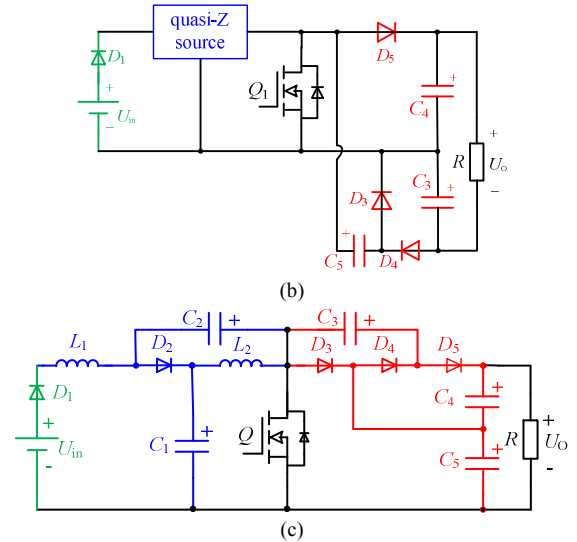 quasi-Z
source
D1
D5
+
Uin
−
Q1
C4
+
+
R
UO
−
D3
C3
+
+
C5
D4
(b)
C2
+
C3
+
L1
D2
L2
D3
D4
D5
D1
+
Uin
-
C1
+
Q
C4
+
C5
+
R
+
UO
-
(c)